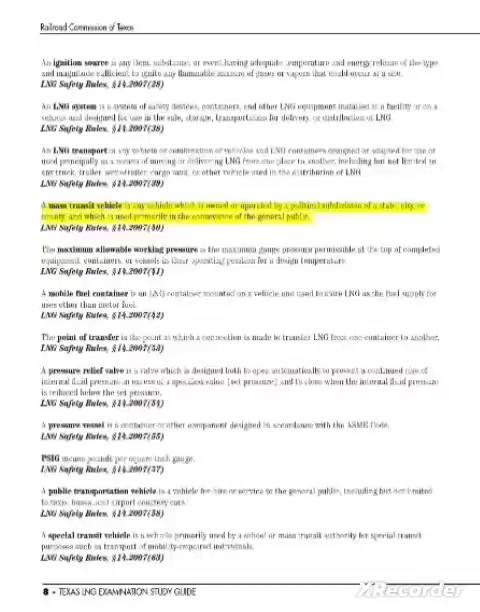 Railroad Commission of Texas
An ignition source is any item, substance, or event having adequate temperature and energy release of the type
and magnitude sufficient to ignite any flammable mixture of gases or vapors that could occur at a site.
LNG Safety Rules, §14.2007(28)
An LNG system is a system of safety devices, containers, and other LNG equipment installed at a facility or on a
vehicle and designed for use in the sale, storage, transportation for delivery, or distribution of LNG.
LNG Safety Rules, §14.2007(38)
An LNG transport is any vehicle or combination of vehicles and LNG containers designed or adapted for use or
used principally as a means of moving or delivering LNG from one place to another, including but not limited to
any truck, trailer, semi-trailer, cargo tank, or other vehicle used in the distribution of LNG.
LNG Safety Rules, §14.2007(39)
A mass transit vehicle is any vehicle which is owned or operated by a political subdivision of a state, city, or
county, and which is used primarily in the conveyance of the general public.
LNG Safety Rules, §14.2007(40)
The maximum allowable working pressure is the maximum gauge pressure permissible at the top of completed
equipment, containers, or vessels in their operating position for a design temperature.
LNG Safety Rules, §14.2007(41)
A mobile fuel container is an LNG container mounted on a vehicle and used to store LNG as the fuel supply for
uses other than motor fuel.
LNG Safety Rules, §14.2007(42)
The point of transfer is the point at which a connection is made to transfer LNG from one container to another.
LNG Safety Rules, §14.2007(53)
A pressure relief valve is a valve which is designed both to open automatically to prevent a continued rise of
internal fluid pressure in excess of a specified value (set pressure) and to close when the internal fluid pressure
is reduced below the set pressure.
LNG Safety Rules, §14.2007(54)
A pressure vessel is a container or other component designed in accordance with the ASME Code.
LNG Safety Rules, §14.2007(55)
PSIG means pounds per square inch gauge.
LNG Safety Rules, §14.2007(57)
A public transportation vehicle is a vehicle for hire or service to the general public, including but not limited
to taxis, buses, and airport courtesy cars.
LNG Safety Rules, §14.2007(58)
A special transit vehicle is a vehicle primarily used by a school or mass transit authority for special transit
purposes such as transport of mobility-impaired individuals.
LNG Safety Rules, §14.2007(63)
8 • TEXAS LNG EXAMINATION STUDY GUIDE
XRecorder